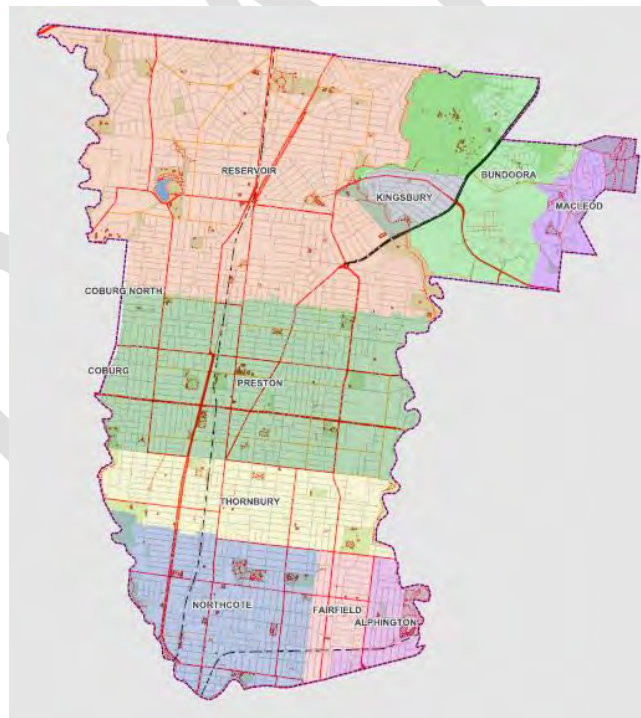 RESERVOIR
BUNDOORA
KINGSBURY
MACLEOD
COBURG NORTH
COBURG
PRESTON
THORNBURY
NORTHCOTE
FAIRFIELD
ALPHINGTON